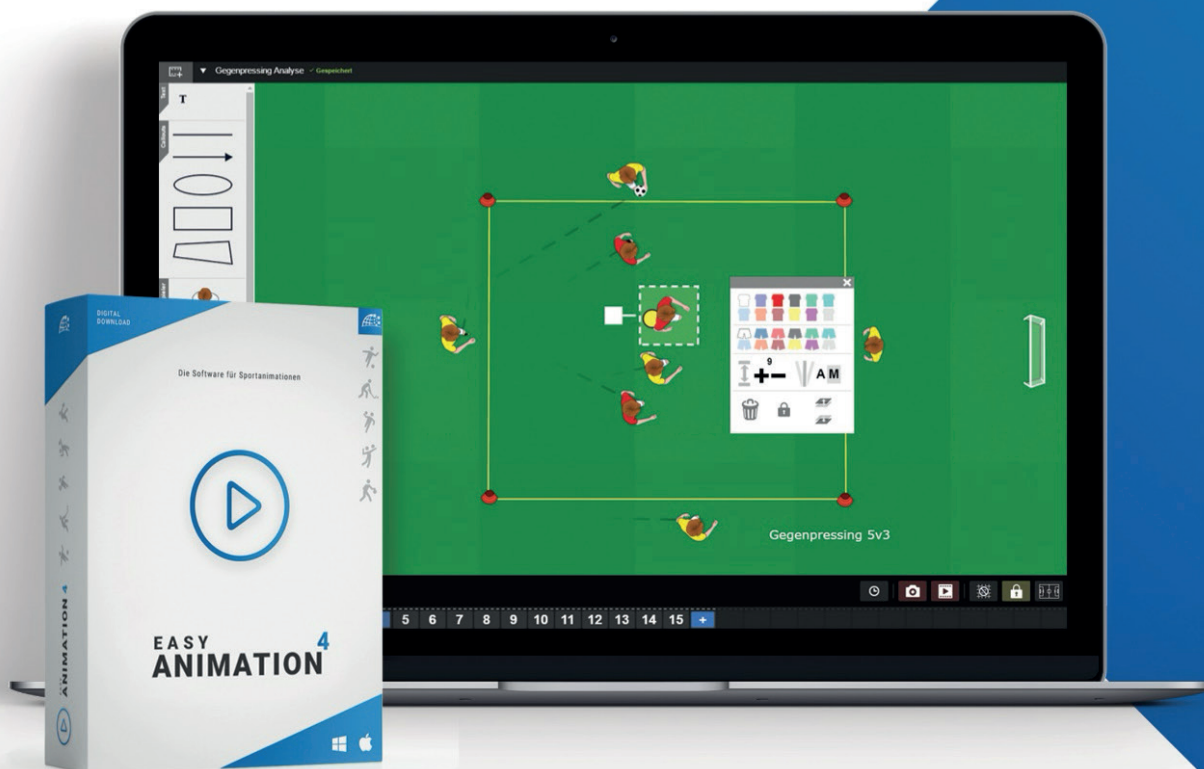 Gegenpressing Analyse ✓ Gespeichert
Text
T
9
A M
Gegenpressing 5v3
5 6 7 8 9 10 11 12 13 14 15 +
DIGITAL
DOWNLOAD
Die Software für Sportanimationen
EASY
ANIMATION 4
ANIMATION 4